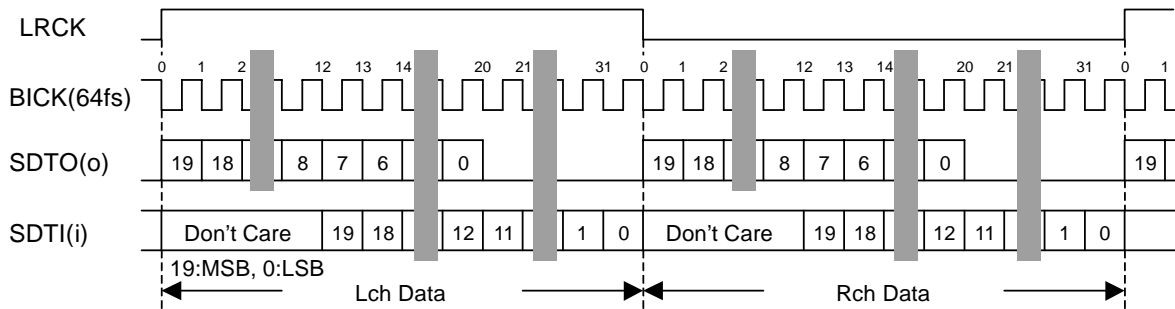 LRCK
0 1 2 12 13 14 20 21 31 0 1 2 12 13 14 20 21 31 0 1
BICK(64fs)
SDTO(o) 19 18 8 7 6 0 19 18 8 7 6 0 19
SDTI(i) Don't Care 19 18 12 11 1 0 Don't Care 19 18 12 11 1 0
19:MSB, 0:LSB
Lch Data Rch Data